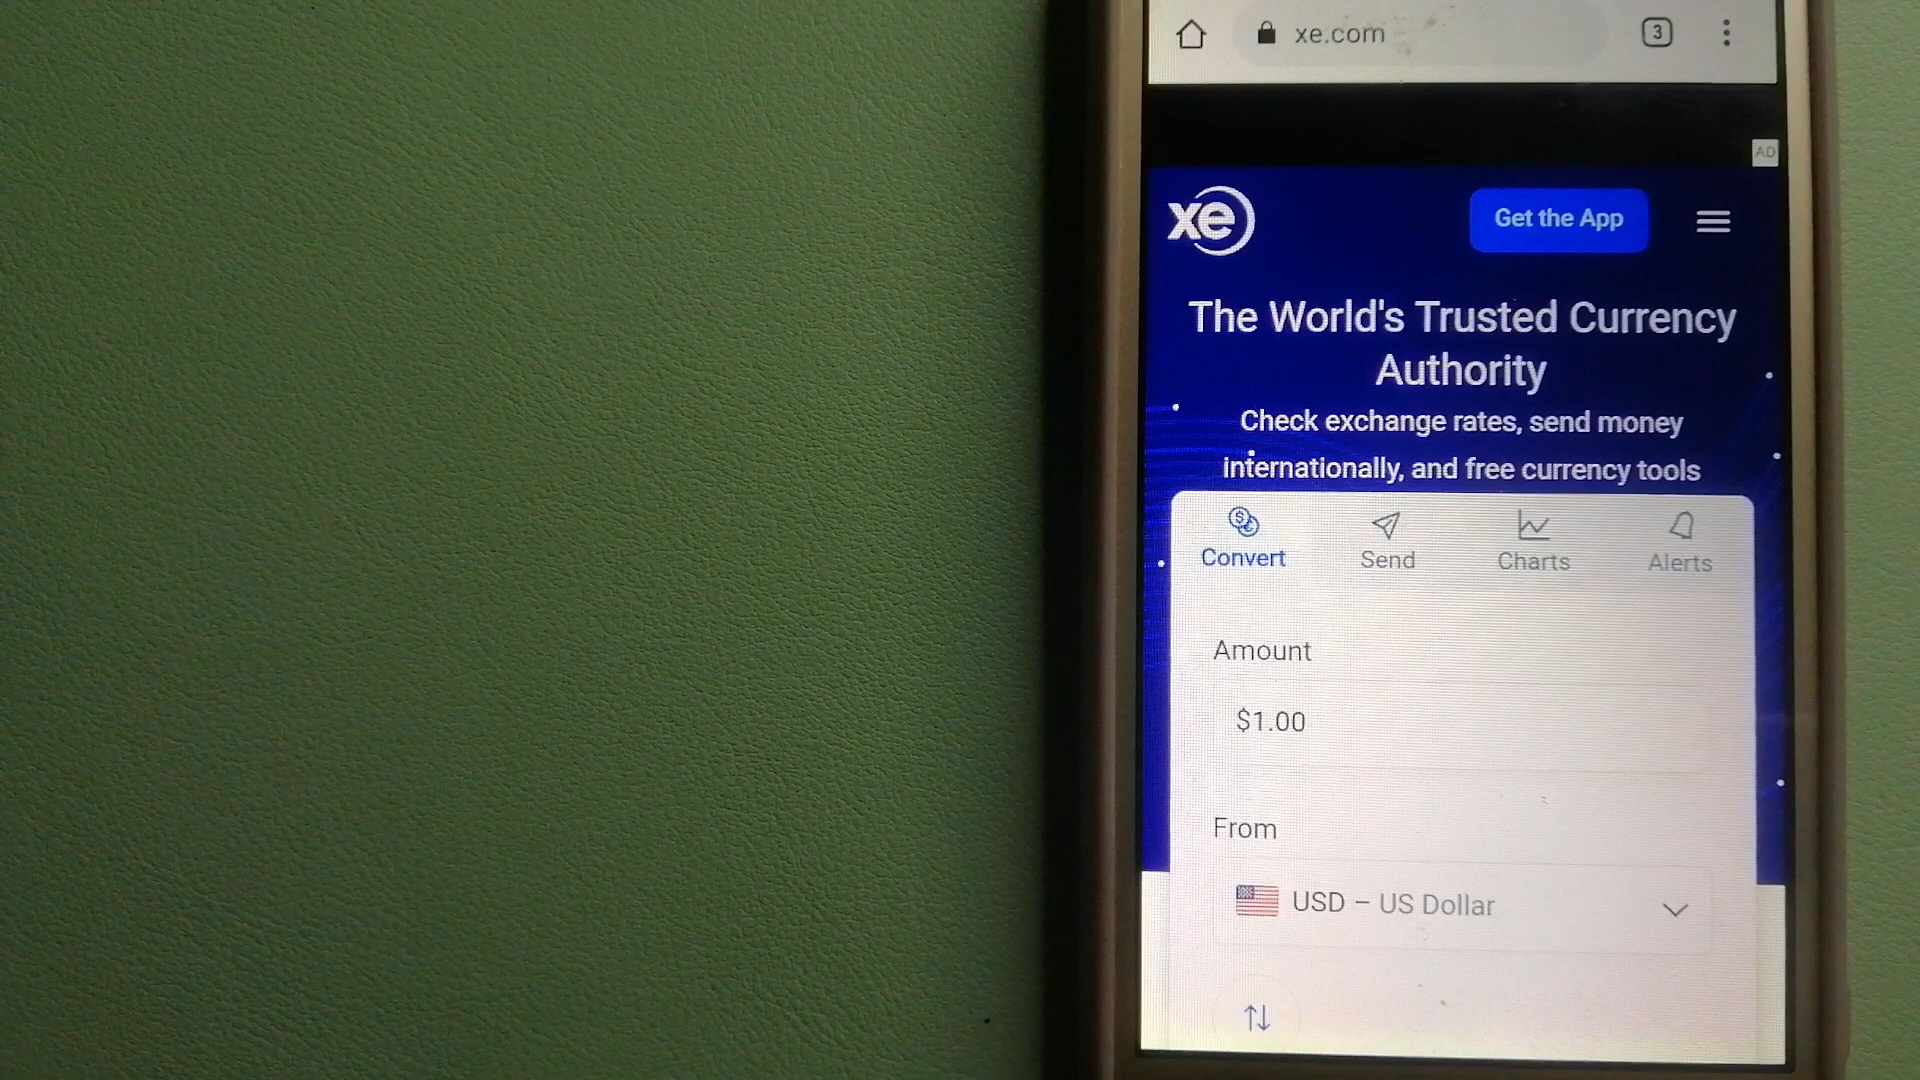 xe.com 3
AD
xe Get the App
The World's Trusted Currency
Authority
Check exchange rates, send money
internationally, and free currency tools
Convert Send Charts Alerts
Amount
$1.00
From
USD – US Dollar